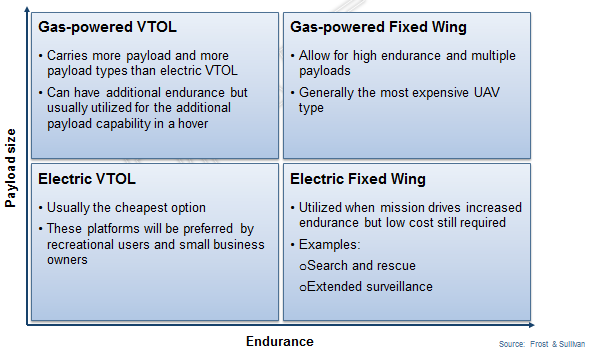 Gas-powered VTOL
• Carries more payload and more
payload types than electric VTOL
• Can have additional endurance but
usually utilized for the additional
payload capability in a hover
Gas-powered Fixed Wing
• Allow for high endurance and multiple
payloads
• Generally the most expensive UAV
type
Payload size
Electric VTOL
• Usually the cheapest option
• These platforms will be preferred by
recreational users and small business
owners
Electric Fixed Wing
• Utilized when mission drives increased
endurance but low cost still required
• Examples:
oSearch and rescue
oExtended surveillance
Endurance
Source: Frost & Sullivan